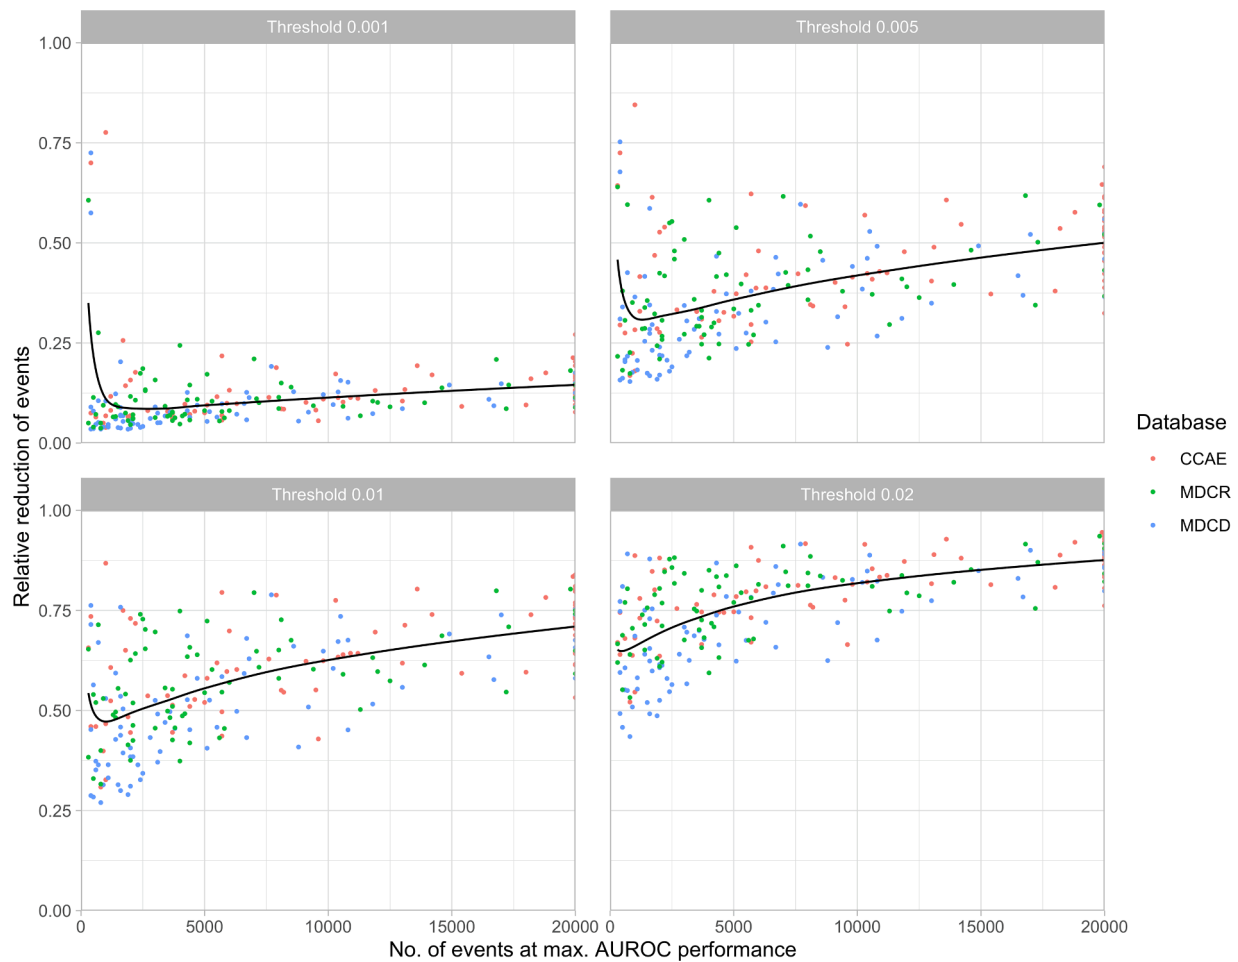 Threshold 0.001
Threshold 0.005
1.00
0.75
0.50
0.25
0.00
Threshold 0.01
Threshold 0.02
1.00
0.75
0.50
0.25
0.00
0 5000 10000 15000 20000 0 5000 10000 15000 20000
Relative reduction of events
No. of events at max. AUROC performance
Database
CCAE
MDCR
MDCD